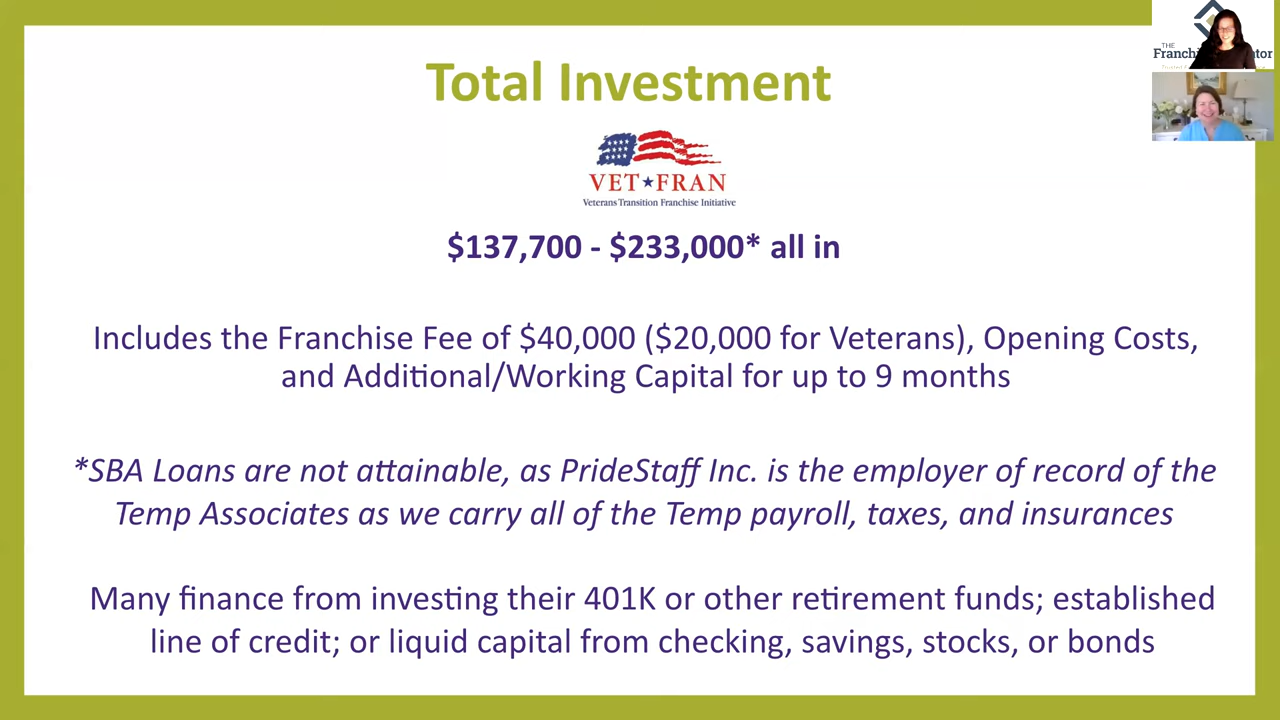 Total Investment
THE
VET★FRAN
Veterans Transition Franchise Initiative
$137,700 - $233,000* all in
Includes the Franchise Fee of $40,000 ($20,000 for Veterans), Opening Costs,
and Additional/Working Capital for up to 9 months
*SBA Loans are not attainable, as PrideStaff Inc. is the employer of record of the
Temp Associates as we carry all of the Temp payroll, taxes, and insurances
Many finance from investing their 401K or other retirement funds; established
line of credit; or liquid capital from checking, savings, stocks, or bonds